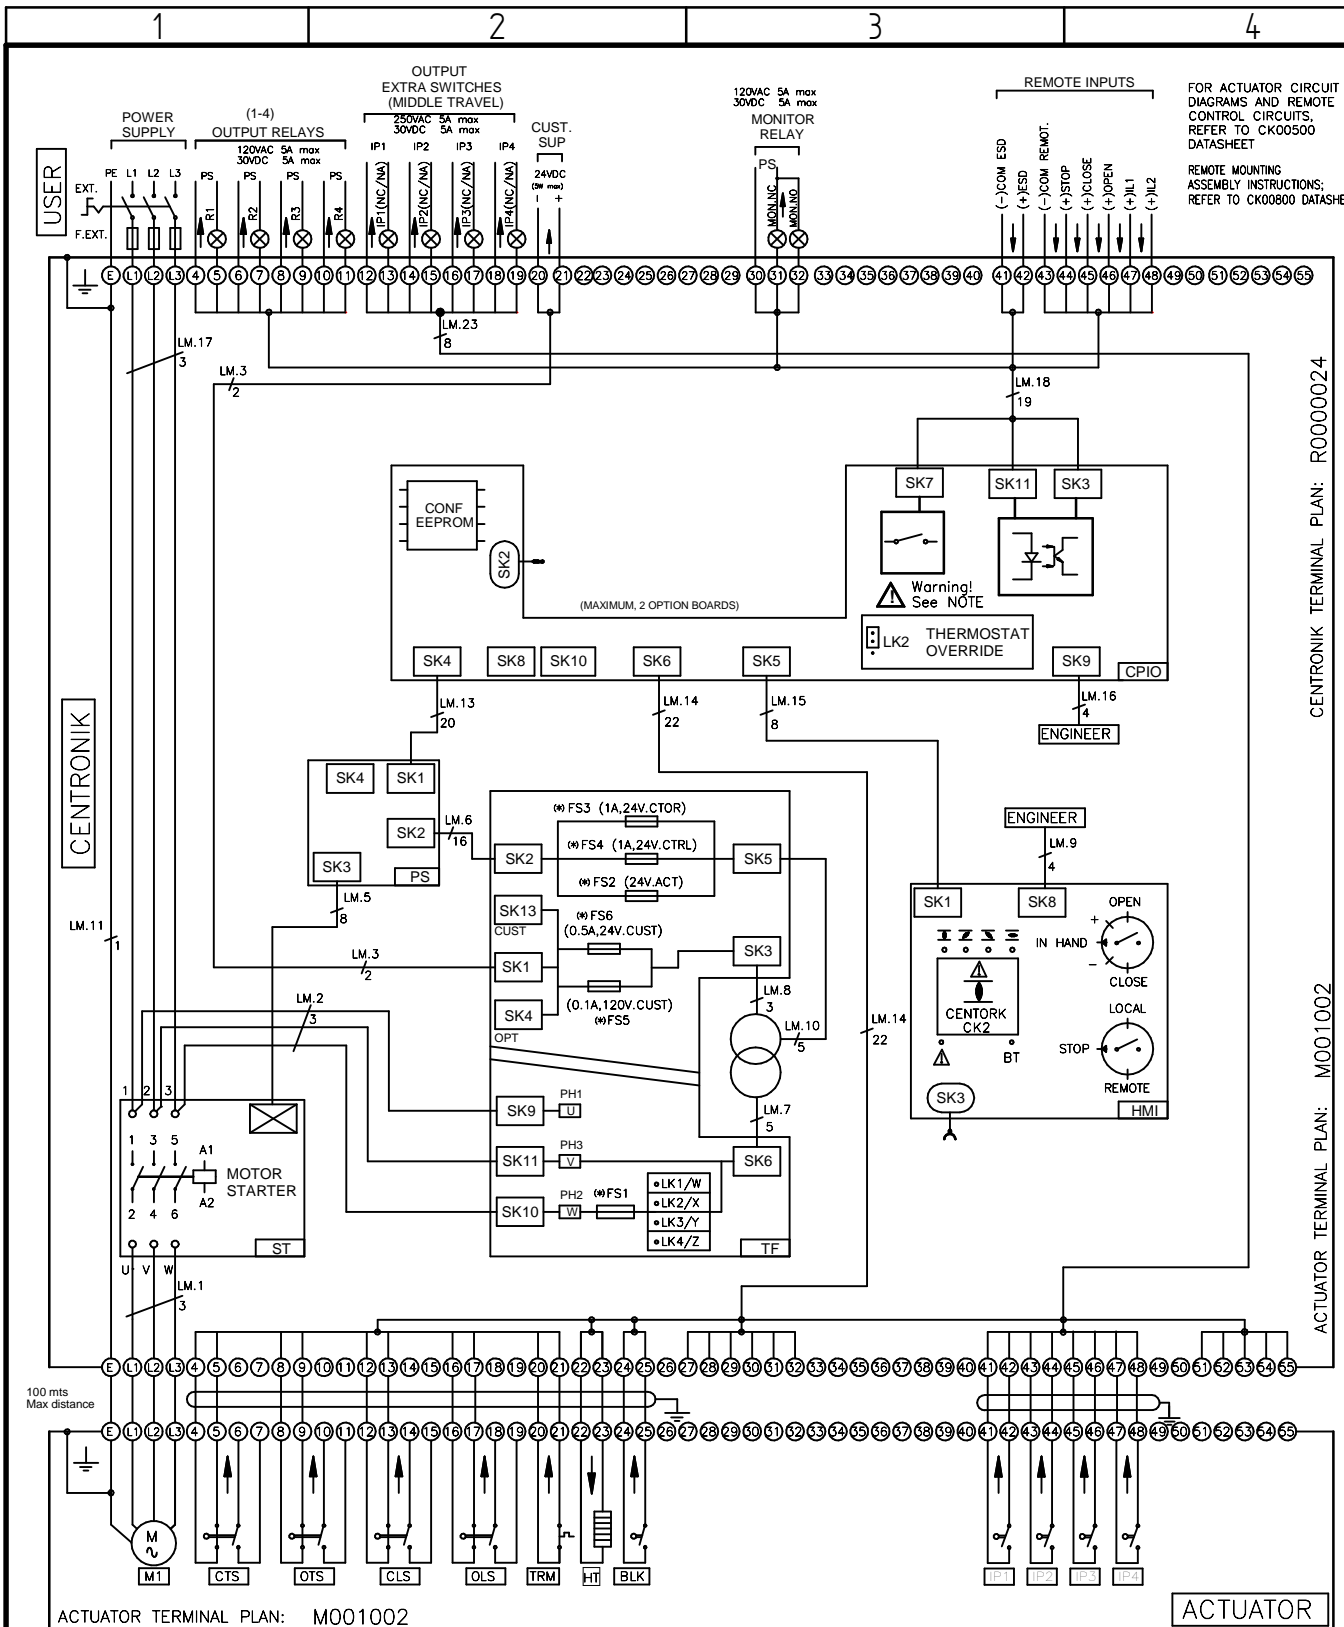 1 2 3 4
OUTPUT
EXTRA SWITCHES
(MIDDLE TRAVEL)
250VAC 5A max
30VDC 5A max
POWER
SUPPLY
(1-4)
OUTPUT RELAYS
120VAC 5A max
30VDC 5A max
CUST.
SUP
24VDC
(5W max)
- +
120VAC 5A max
30VDC 5A max
MONITOR
RELAY
REMOTE INPUTS
FOR ACTUATOR CIRCUIT
DIAGRAMS AND REMOTE
CONTROL CIRCUITS,
REFER TO CK00500
DATASHEET
REMOTE MOUNTING
ASSEMBLY INSTRUCTIONS;
REFER TO CK00800 DATASHE
USER
EXT.
F.EXT.
PE L1 L2 L3
PS PS PS PS
R1 R2 R3 R4
IP1 IP2 IP3 IP4
IP1(NC/NA) IP2(NC/NA) IP3(NC/NA) IP4(NC/NA)
PS
MON.NC
MON.NO
(-)COM ESD
(+)ESD
(-)COM REMOT.
(+)STOP
(+)CLOSE
(+)OPEN
(+)IL1
(+)IL2
E L1 L2 L3 4 5 6 7 8 9 10 11 12 13 14 15 16 17 18 19 20 21 22 23 24 25 26 27 28 29 30 31 32 33 34 35 36 37 38 39 40 41 42 43 44 45 46 47 48 49 50 51 52 53 54 55
LM.17
3
LM.3
2
LM.23
8
LM.18
19
CENTRONIK TERMINAL PLAN: R0000024
CONF
EEPROM
SK2
SK7 SK11 SK3
Warning!
See NOTE
(MAXIMUM, 2 OPTION BOARDS)
LK2 THERMOSTAT
OVERRIDE
SK4 SK8 SK10 SK6 SK5 SK9
CPIO
LM.13
20
LM.14
22
LM.15
8
LM.16
4
ENGINEER
CENTRONIK
SK4 SK1
SK2
SK3
PS
LM.6
16
LM.5
8
(*) FS3 (1A,24V.CTOR)
(*) FS4 (1A,24V.CTRL)
(*) FS2 (24V.ACT)
SK2 SK5
SK13
CUST
(*) FS6
(0.5A,24V.CUST)
SK1 SK3
SK4
OPT
(0.1A,120V.CUST)
(*)FS5
LM.8
3
LM.10
5
LM.14
22
LM.7
5
ENGINEER
LM.9
4
SK1 SK8
OPEN
+
IN HAND
-
CLOSE
LOCAL
STOP
REMOTE
CENTORK
CK2
BT
SK3
HMI
LM.11
1
LM.3
2
LM.2
3
SK9 PH1
U
SK11 PH3
V
SK6
SK10 PH2
W
(*)FS1
LK1/W
LK2/X
LK3/Y
LK4/Z
TF
1 2 3
1 3 5
A1
A2
MOTOR
STARTER
2 4 6
ST
U V W
LM.1
3
ACTUATOR TERMINAL PLAN: M001002
E L1 L2 L3 4 5 6 7 8 9 10 11 12 13 14 15 16 17 18 19 20 21 22 23 24 25 26 27 28 29 30 31 32 33 34 35 36 37 38 39 40 41 42 43 44 45 46 47 48 49 50 51 52 53 54 55
100 mts
Max distance
E L1 L2 L3 4 5 6 7 8 9 10 11 12 13 14 15 16 17 18 19 20 21 22 23 24 25 26 27 28 29 30 31 32 33 34 35 36 37 38 39 40 41 42 43 44 45 46 47 48 49 50 51 52 53 54 55
M
M1 CTS OTS CLS OLS TRM HT BLK IP1 IP2 IP3 IP4
ACTUATOR TERMINAL PLAN: M001002
ACTUATOR